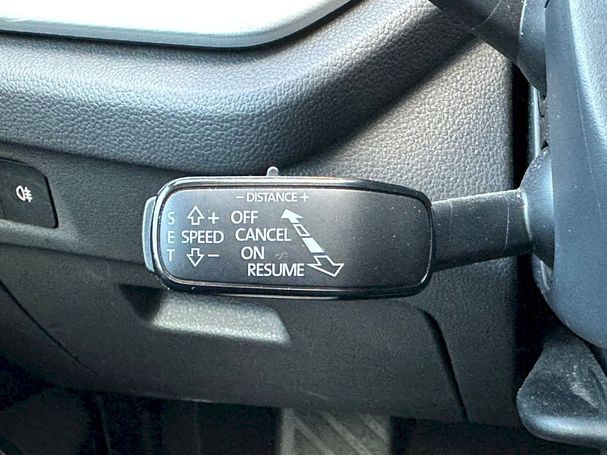 - DISTANCE +
S + OFF
E SPEED CANCEL
T - ON
RESUME